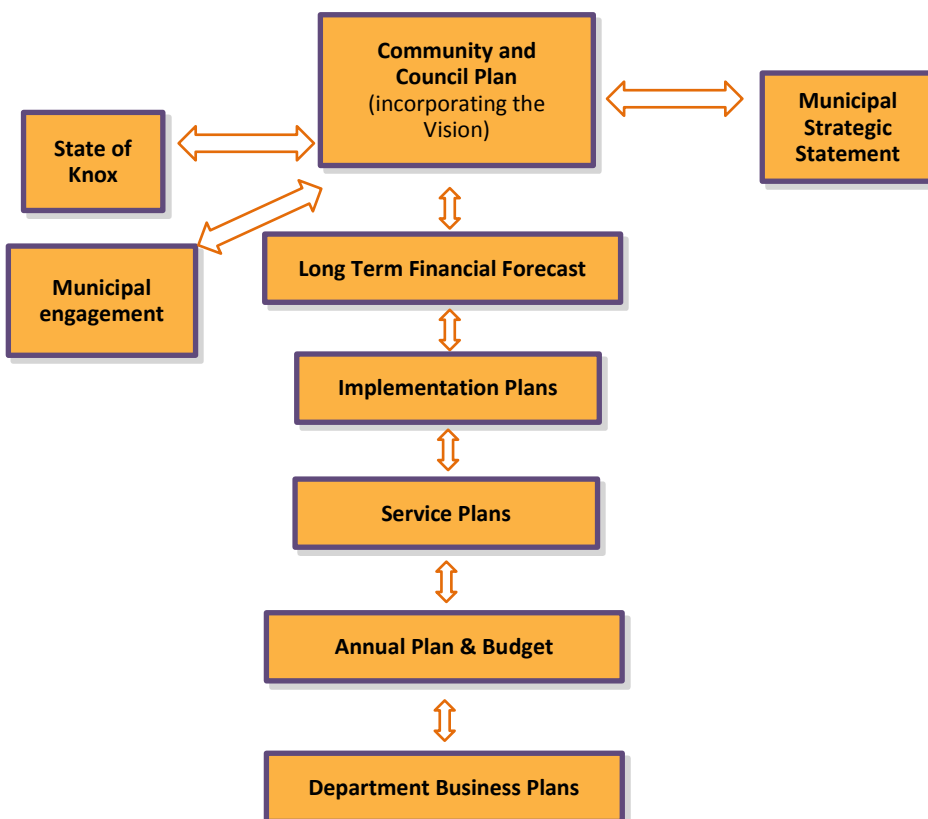 Community and
Council Plan
(incorporating the
Vision)
Municipal
Strategic
Statement
State of
Knox
Municipal
engagement
Long Term Financial Forecast
Implementation Plans
Service Plans
Annual Plan & Budget
Department Business Plans